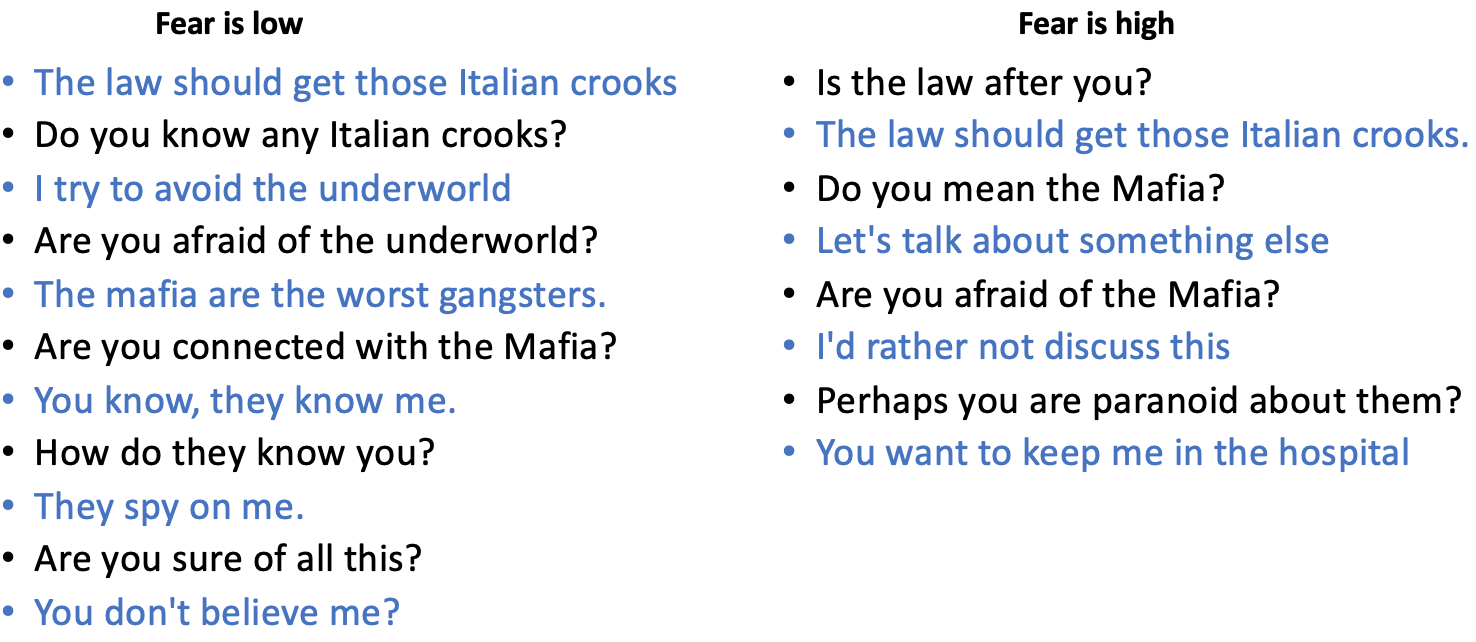 Fear is low
• The law should get those Italian crooks
• Do you know any Italian crooks?
• I try to avoid the underworld
• Are you afraid of the underworld?
• The mafia are the worst gangsters.
• Are you connected with the Mafia?
• You know, they know me.
• How do they know you?
• They spy on me.
• Are you sure of all this?
• You don't believe me?
Fear is high
• Is the law after you?
• The law should get those Italian crooks.
• Do you mean the Mafia?
• Let's talk about something else
• Are you afraid of the Mafia?
• I'd rather not discuss this
• Perhaps you are paranoid about them?
• You want to keep me in the hospital